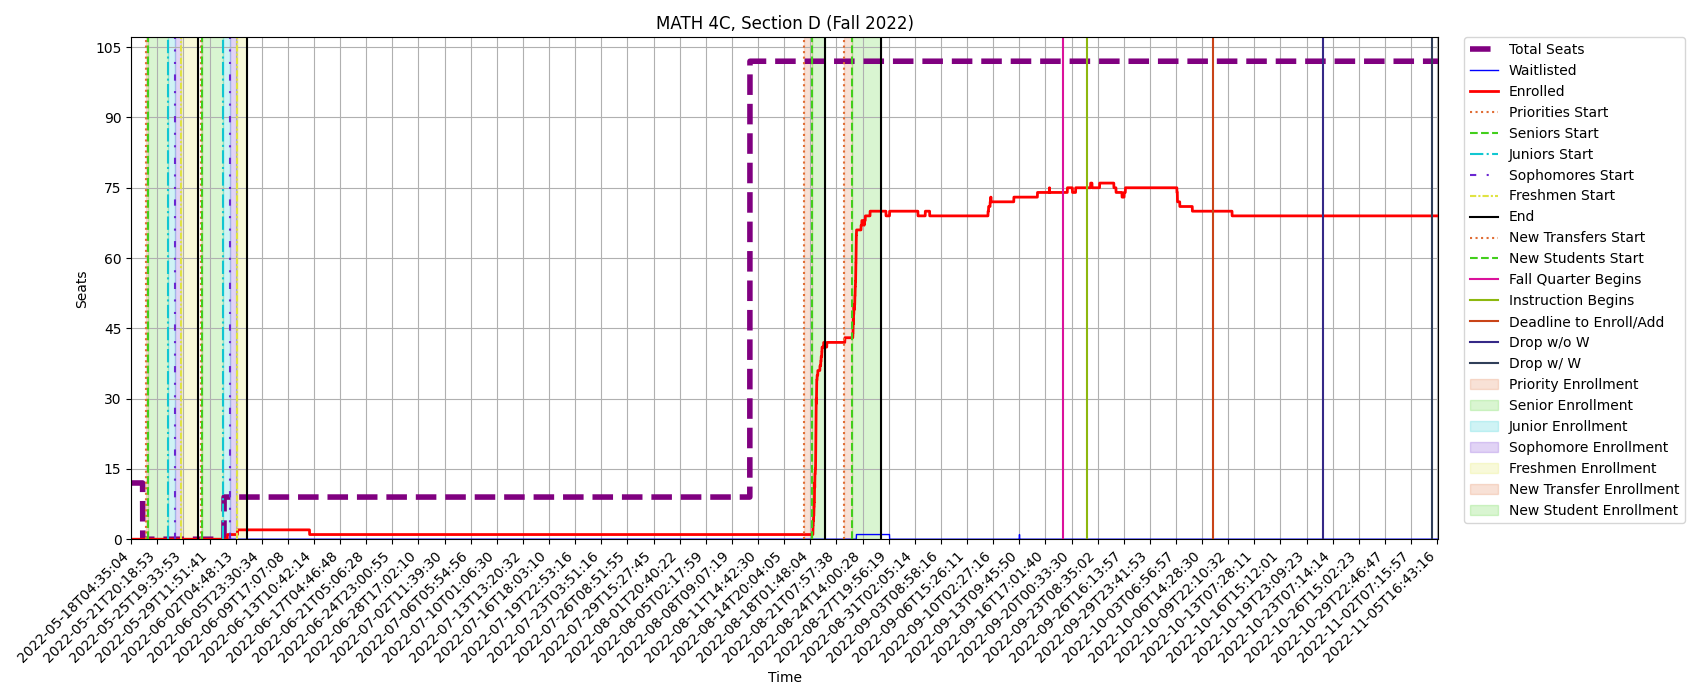 MATH 4C, Section D (Fall 2022)
Seats
105
90
75
60
45
30
15
0
2022-05-18T04:35:04
2022-05-21T20:18:53
2022-05-25T19:33:53
2022-05-29T11:51:41
2022-06-02T04:48:13
2022-06-05T23:30:34
2022-06-09T17:07:08
2022-06-13T10:42:14
2022-06-17T04:46:48
2022-06-21T05:06:28
2022-06-24T23:00:55
2022-06-28T17:02:10
2022-07-02T11:39:30
2022-07-06T05:54:56
2022-07-10T01:06:30
2022-07-13T13:20:32
2022-07-16T18:03:10
2022-07-19T22:53:16
2022-07-23T03:51:16
2022-07-26T08:51:55
2022-07-29T15:27:45
2022-08-01T20:40:22
2022-08-05T02:17:59
2022-08-08T09:07:19
2022-08-11T14:42:30
2022-08-14T20:04:05
2022-08-18T01:48:04
2022-08-21T07:57:38
2022-08-24T14:00:28
2022-08-27T19:56:19
2022-08-31T02:05:14
2022-09-03T08:58:16
2022-09-06T15:26:11
2022-09-10T02:27:16
2022-09-13T09:45:50
2022-09-16T17:01:40
2022-09-20T00:33:30
2022-09-23T08:35:02
2022-09-26T16:13:57
2022-09-29T23:41:53
2022-10-03T06:56:57
2022-10-06T14:28:30
2022-10-09T22:10:32
2022-10-13T07:28:11
2022-10-16T15:12:01
2022-10-19T23:09:23
2022-10-23T07:14:14
2022-10-26T15:02:23
2022-10-29T22:46:47
2022-11-02T07:15:57
2022-11-05T16:43:16
Time
Total Seats
Waitlisted
Enrolled
Priorities Start
Seniors Start
Juniors Start
Sophomores Start
Freshmen Start
End
New Transfers Start
New Students Start
Fall Quarter Begins
Instruction Begins
Deadline to Enroll/Add
Drop w/o W
Drop w/ W
Priority Enrollment
Senior Enrollment
Junior Enrollment
Sophomore Enrollment
Freshmen Enrollment
New Transfer Enrollment
New Student Enrollment